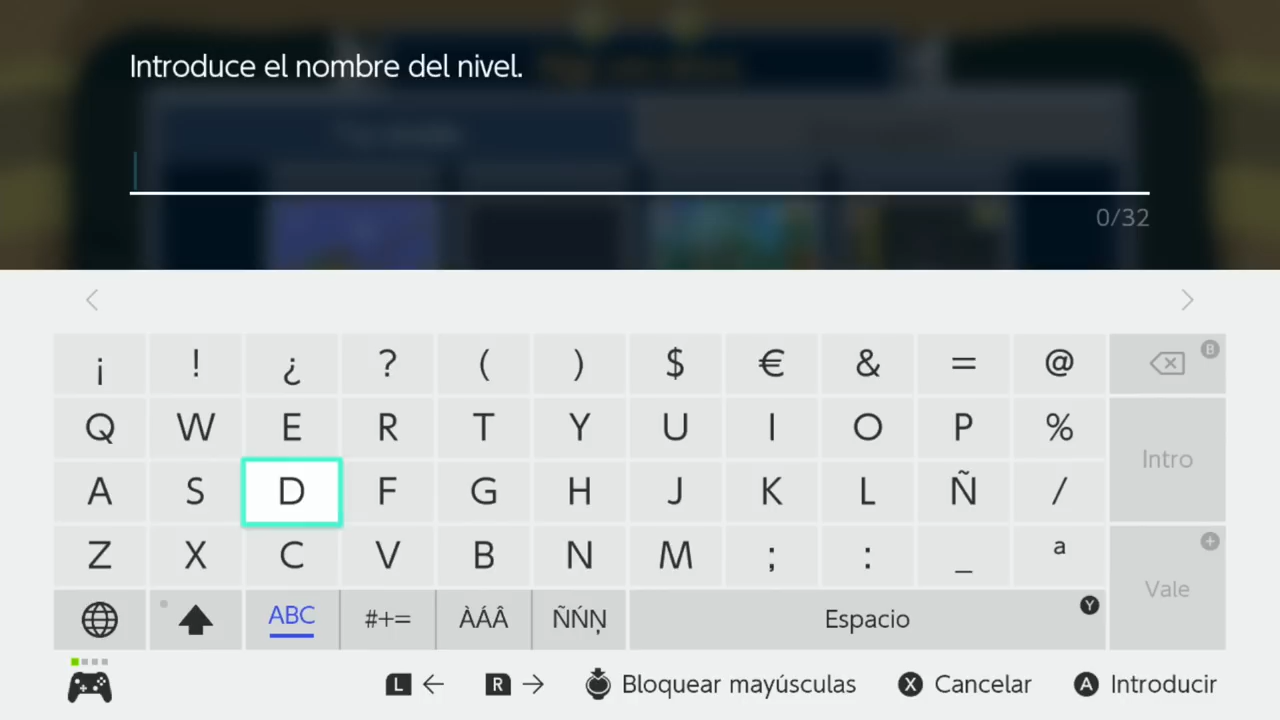 Introduce el nombre del nivel.
0/32
¡ ! ¿ ? ( ) $ € & = @ B
Q W E R T Y U I O P %
Intro
A S D F G H J K L Ñ /
Z X C V B N M ; : _ ª
Vale
ABC #+= ÀÁÂ ÑŃŅ Espacio Y
L ← R → Bloquear mayúsculas X Cancelar A Introducir